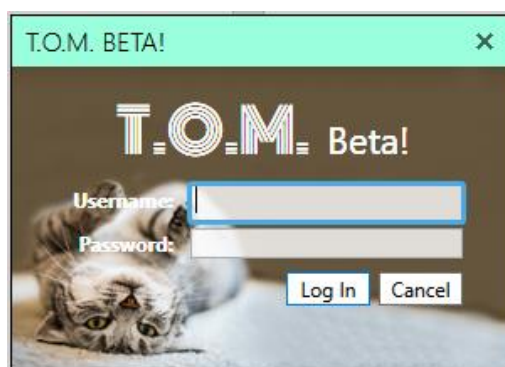 T.O.M. BETA!
T.O.M. Beta!
Username:
Password:
Log In Cancel